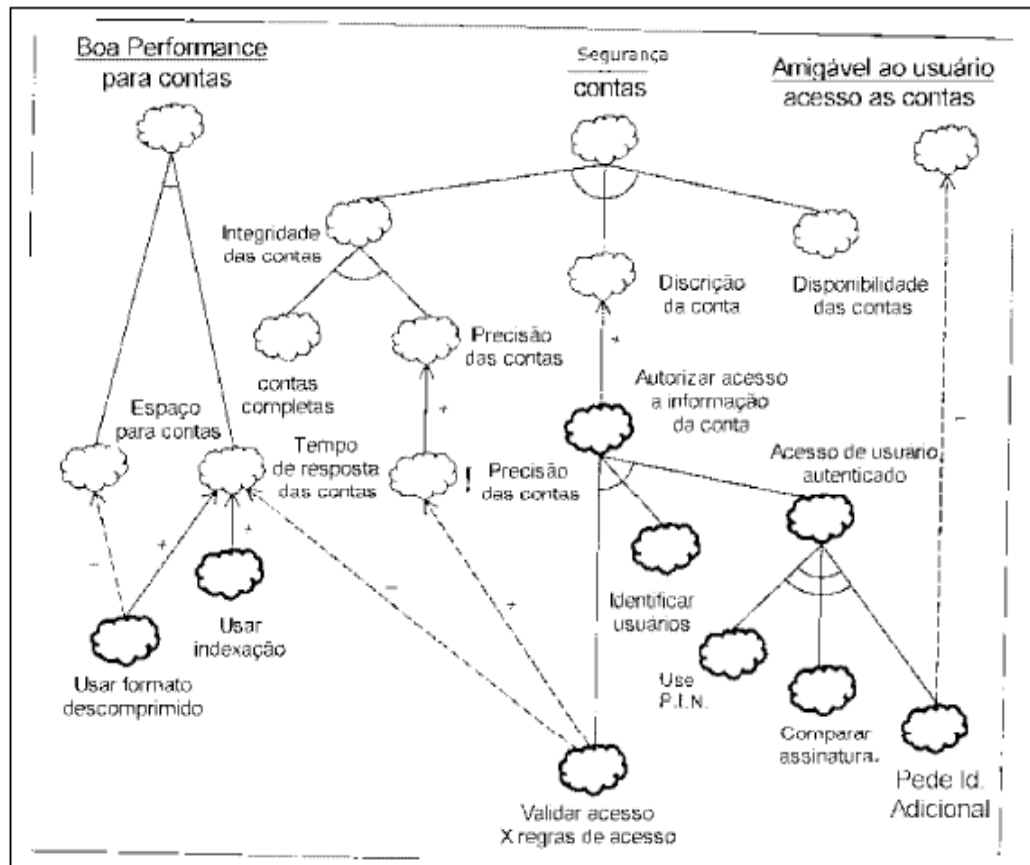 Boa Performance
para contas
Segurança
contas
Amigável ao usuário
acesso as contas
Integridade
das contas
Discrição
da conta
Disponibilidade
das contas
contas
completas
Precisão
das contas
+
Autorizar acesso
a informação
da conta
Espaço
para contas
Tempo
de resposta
das contas
+
! Precisão
das contas
Acesso de usuário
autenticado
–
–
+
+
–
+
Usar
indexação
Identificar
usuários
Usar formato
descomprimido
Use
P.I.N.
Comparar
assinatura.
Pede Id.
Adicional
Validar acesso
X regras de acesso